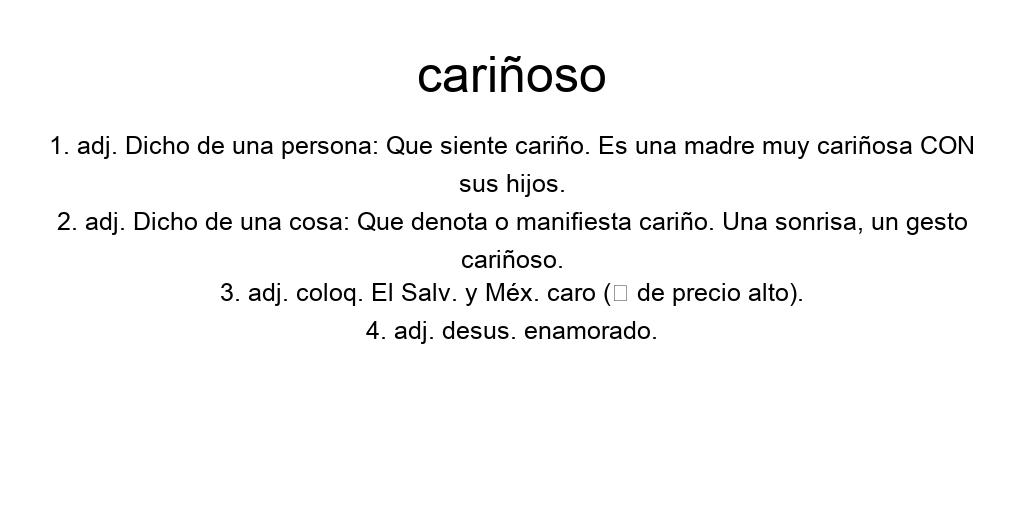 cariñoso
1. adj. Dicho de una persona: Que siente cariño. Es una madre muy cariñosa CON
sus hijos.
2. adj. Dicho de una cosa: Que denota o manifiesta cariño. Una sonrisa, un gesto
cariñoso.
3. adj. coloq. El Salv. y Méx. caro (□ de precio alto).
4. adj. desus. enamorado.